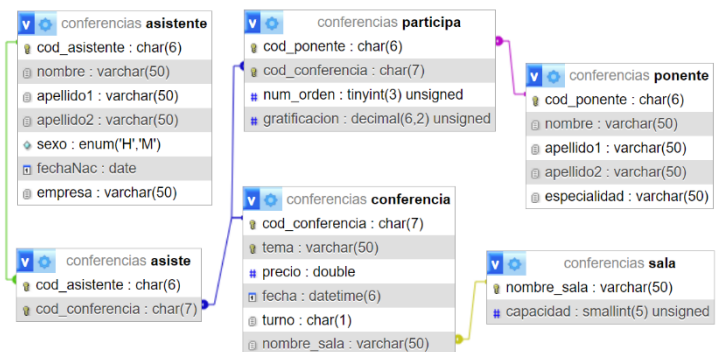 conferencias asistente
cod_asistente : char(6)
nombre : varchar(50)
apellido1 : varchar(50)
apellido2 : varchar(50)
sexo : enum('H','M')
fechaNac : date
empresa : varchar(50)
conferencias participa
cod_ponente : char(6)
cod_conferencia : char(7)
num_orden : tinyint(3) unsigned
gratificacion : decimal(6,2) unsigned
conferencias ponente
cod_ponente : char(6)
nombre : varchar(50)
apellido1 : varchar(50)
apellido2 : varchar(50)
especialidad : varchar(50)
conferencias asiste
cod_asistente : char(6)
cod_conferencia : char(7)
conferencias conferencia
cod_conferencia : char(7)
tema : varchar(50)
precio : double
fecha : datetime(6)
turno : char(1)
nombre_sala : varchar(50)
conferencias sala
nombre_sala : varchar(50)
capacidad : smallint(5) unsigned